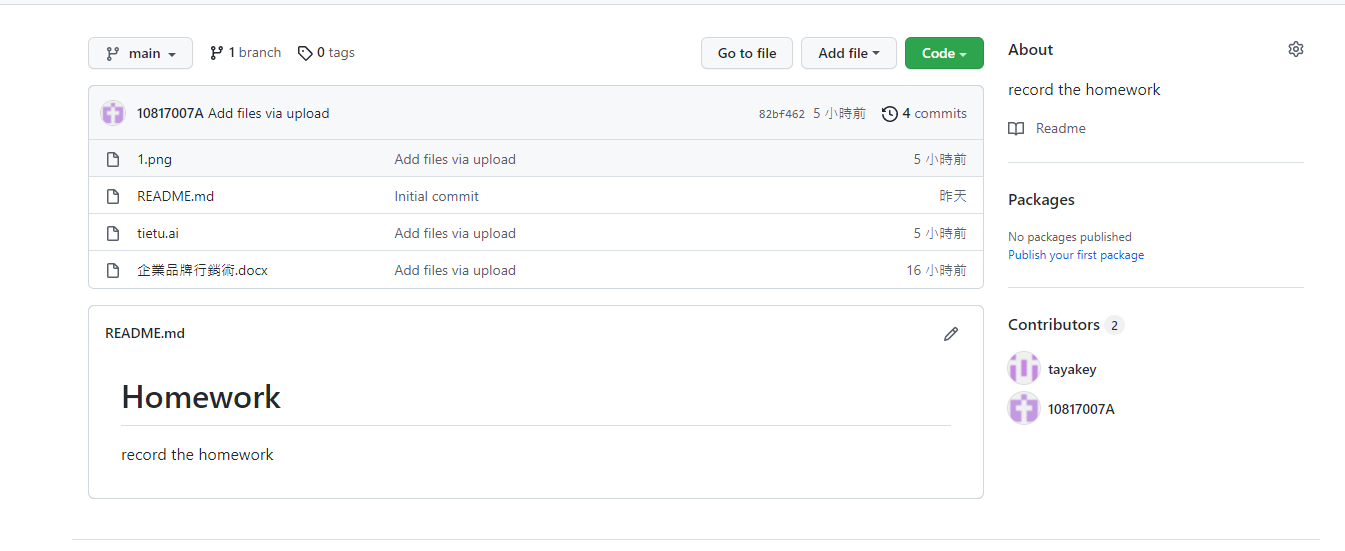 main 1 branch 0 tags Go to file Add file Code
10817007A Add files via upload 82bf462 5 小時前 4 commits
1.png Add files via upload 5 小時前
README.md Initial commit 昨天
tietu.ai Add files via upload 5 小時前
企業品牌行銷術.docx Add files via upload 16 小時前
README.md
Homework
record the homework
About
record the homework
Readme
Packages
No packages published
Publish your first package
Contributors 2
tayakey
10817007A